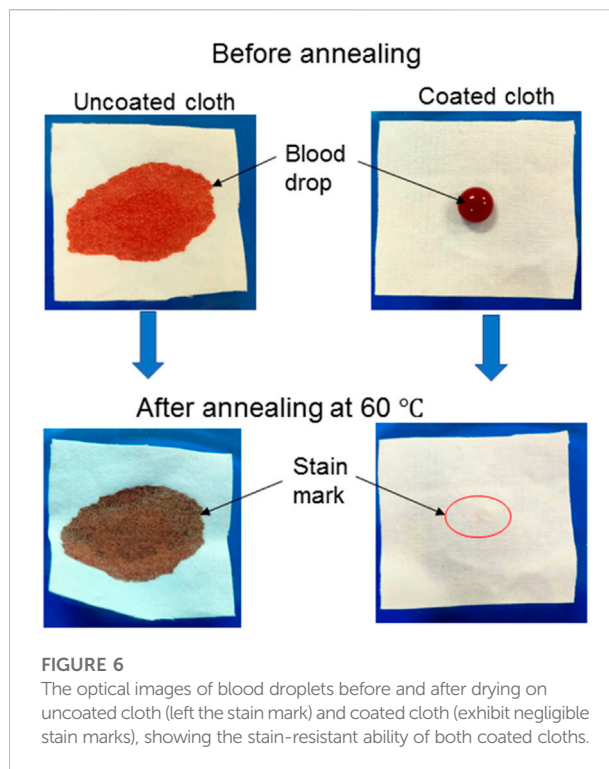 Before annealing
Uncoated cloth
Coated cloth
Blood
drop
After annealing at 60 ℃
Stain
mark
FIGURE 6
The optical images of blood droplets before and after drying on
uncoated cloth (left the stain mark) and coated cloth (exhibit negligible
stain marks), showing the stain-resistant ability of both coated cloths.